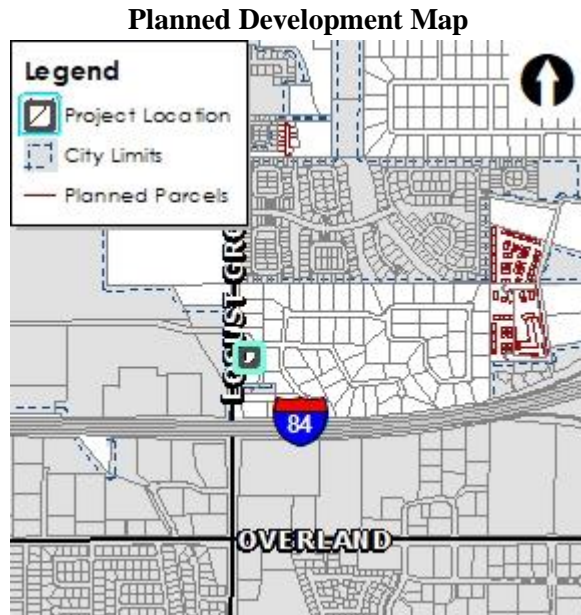 Planned Development Map
Legend
Project Location
City Limits
Planned Parcels
84
OVERLAND